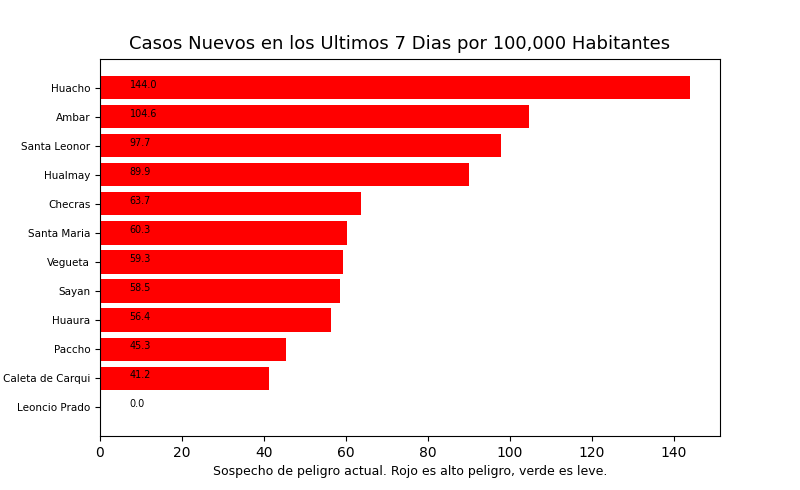 Casos Nuevos en los Ultimos 7 Dias por 100,000 Habitantes
Huacho 144.0
Ambar 104.6
Santa Leonor 97.7
Hualmay 89.9
Checras 63.7
Santa Maria 60.3
Vegueta 59.3
Sayan 58.5
Huaura 56.4
Paccho 45.3
Caleta de Carqui 41.2
Leoncio Prado 0.0
0 20 40 60 80 100 120 140
Sospecho de peligro actual. Rojo es alto peligro, verde es leve.